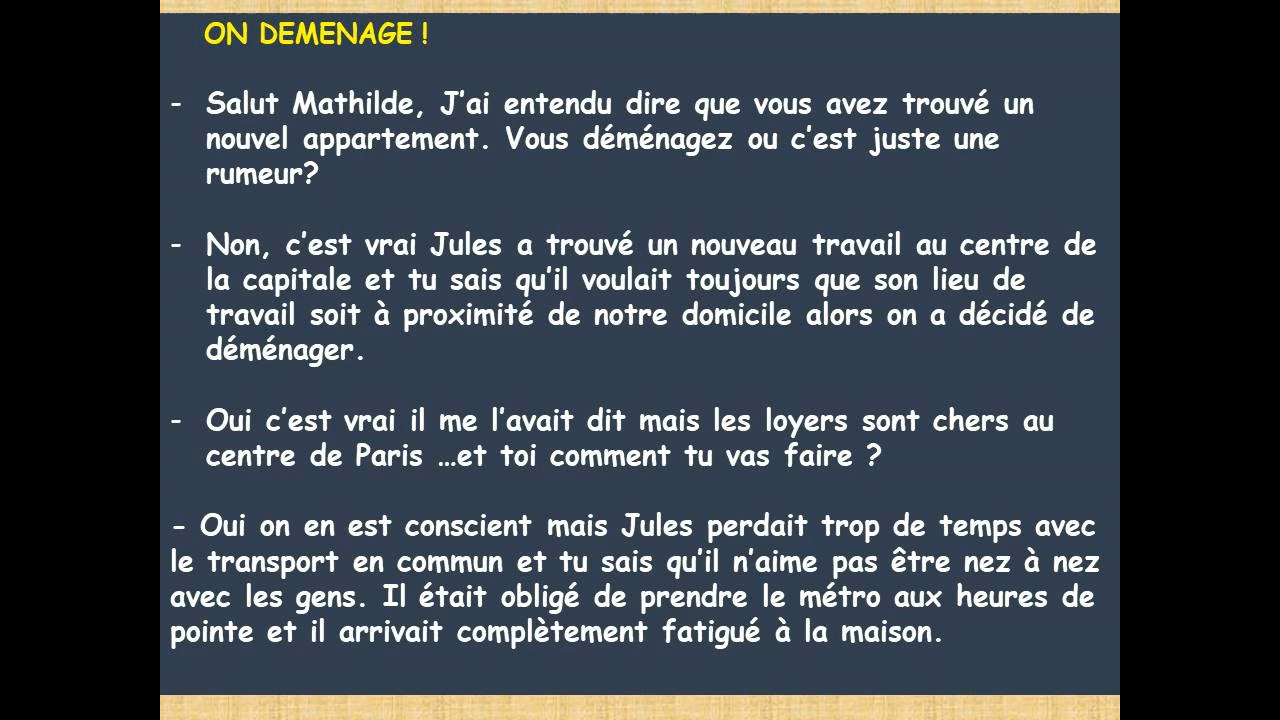 ON DEMENAGE !
- Salut Mathilde, J'ai entendu dire que vous avez trouvé un
nouvel appartement. Vous déménagez ou c'est juste une
rumeur?
- Non, c'est vrai Jules a trouvé un nouveau travail au centre de
la capitale et tu sais qu'il voulait toujours que son lieu de
travail soit à proximité de notre domicile alors on a décidé de
déménager.
- Oui c'est vrai il me l'avait dit mais les loyers sont chers au
centre de Paris …et toi comment tu vas faire ?
- Oui on en est conscient mais Jules perdait trop de temps avec
le transport en commun et tu sais qu'il n'aime pas être nez à nez
avec les gens. Il était obligé de prendre le métro aux heures de
pointe et il arrivait complètement fatigué à la maison.